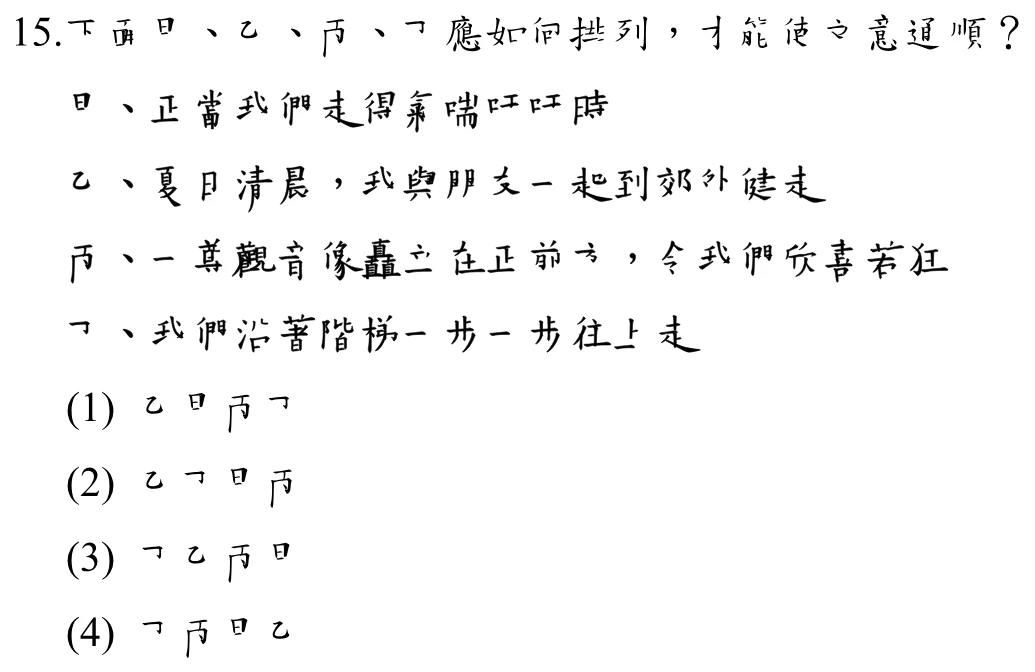 15.下面甲、乙、丙、丁應如何排列，才能使文意通順？
甲、正當我們走得氣喘吁吁時
乙、夏日清晨，我與朋友一起到郊外健走
丙、一尊觀音像矗立在正前方，令我們欣喜若狂
丁、我們沿著階梯一步一步往上走
(1) 乙甲丙丁
(2) 乙丁甲丙
(3) 丁乙丙甲
(4) 丁丙甲乙